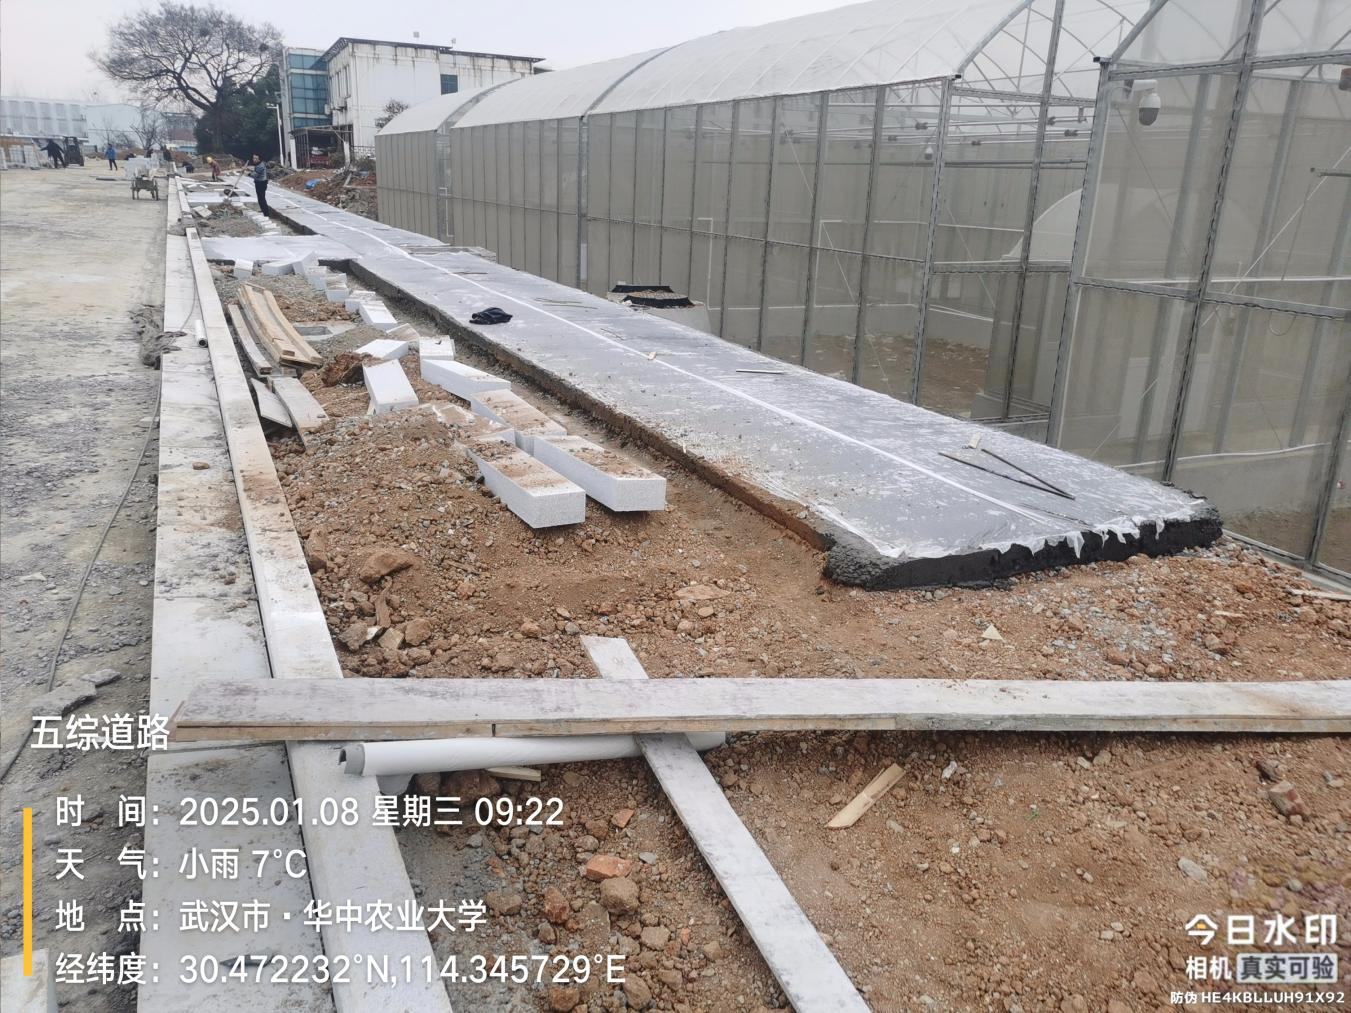 五综道路
时 间：2025.01.08 星期三 09:22
天 气：小雨 7°C
地 点：武汉市·华中农业大学
经纬度：30.472232°N,114.345729°E
今日水印
相机 真实可验
防伪 HE4KBLLUH91X92